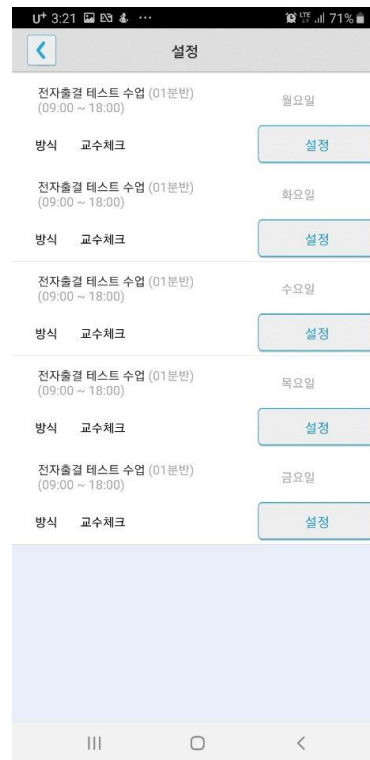 U+ 3:21 ... LTE 71%
설정
전자출결 테스트 수업 (01분반) 월요일
(09:00 ~ 18:00)
방식 교수체크 설정
전자출결 테스트 수업 (01분반) 화요일
(09:00 ~ 18:00)
방식 교수체크 설정
전자출결 테스트 수업 (01분반) 수요일
(09:00 ~ 18:00)
방식 교수체크 설정
전자출결 테스트 수업 (01분반) 목요일
(09:00 ~ 18:00)
방식 교수체크 설정
전자출결 테스트 수업 (01분반) 금요일
(09:00 ~ 18:00)
방식 교수체크 설정